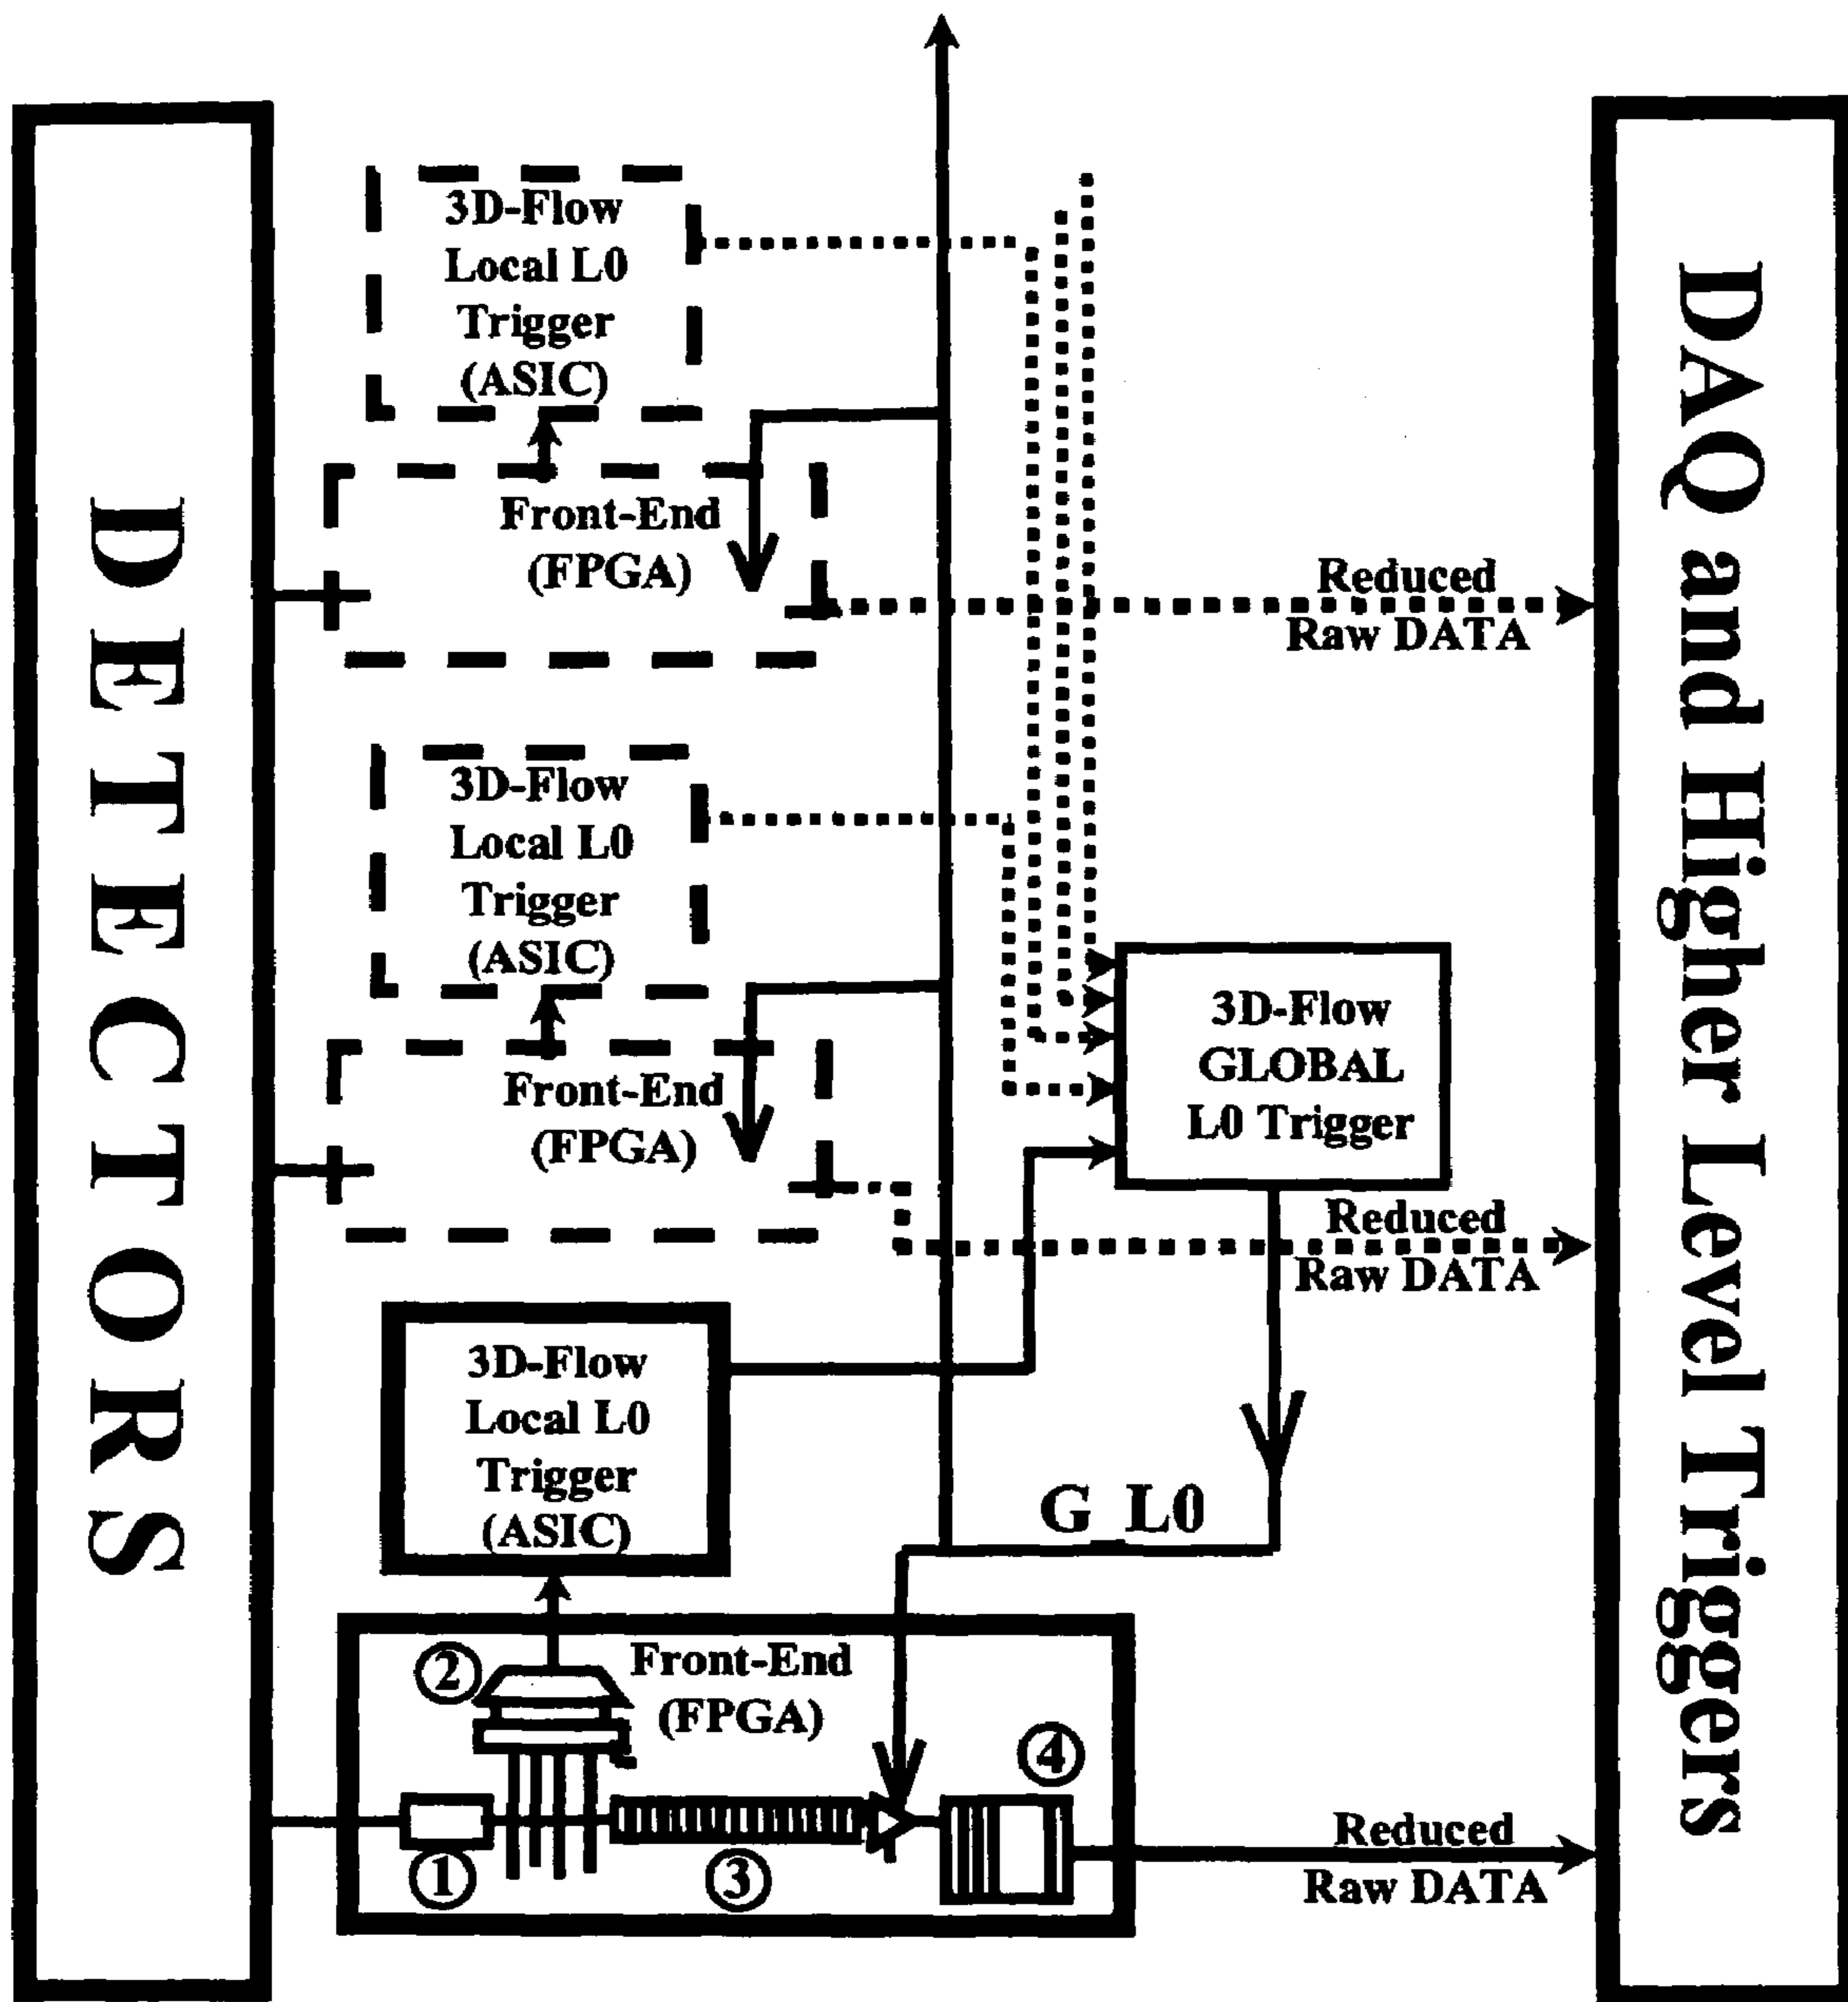 DETECTORS
3D-Flow
Local L0
Trigger
(ASIC)
Front-End
(FPGA)
Reduced
Raw DATA
3D-Flow
Local L0
Trigger
(ASIC)
Front-End
(FPGA)
3D-Flow
GLOBAL
L0 Trigger
Reduced
Raw DATA
3D-Flow
Local L0
Trigger
(ASIC)
G_L0
Front-End
(FPGA)
①
②
③
④
Reduced
Raw DATA
DAQ and Higher Level Triggers